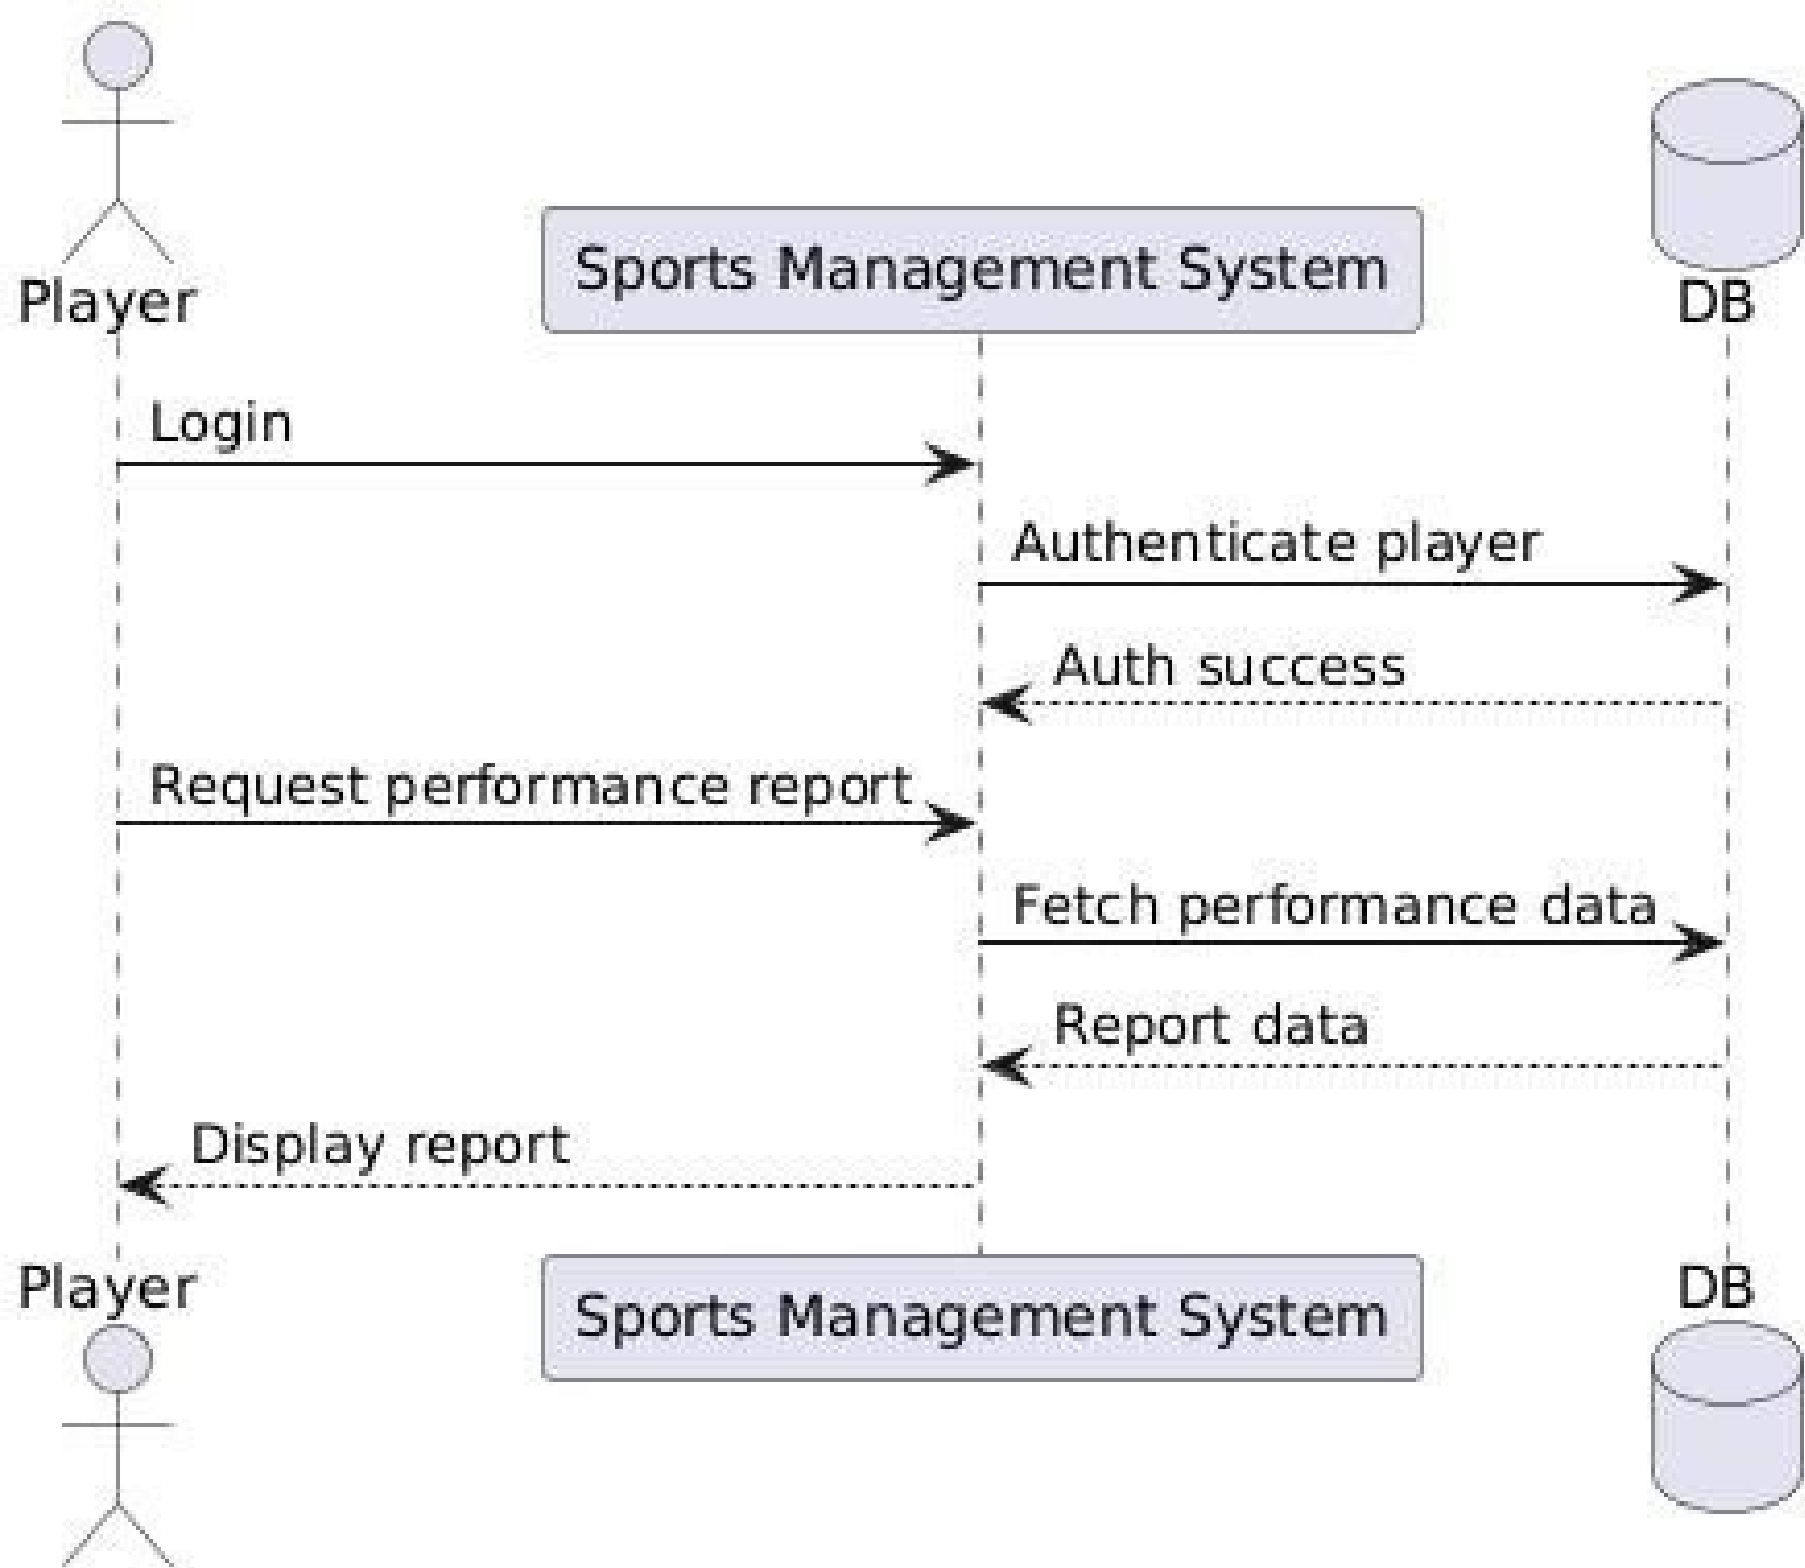 Player
Sports Management System
DB
Login
Authenticate player
Auth success
Request performance report
Fetch performance data
Report data
Display report
Player
Sports Management System
DB